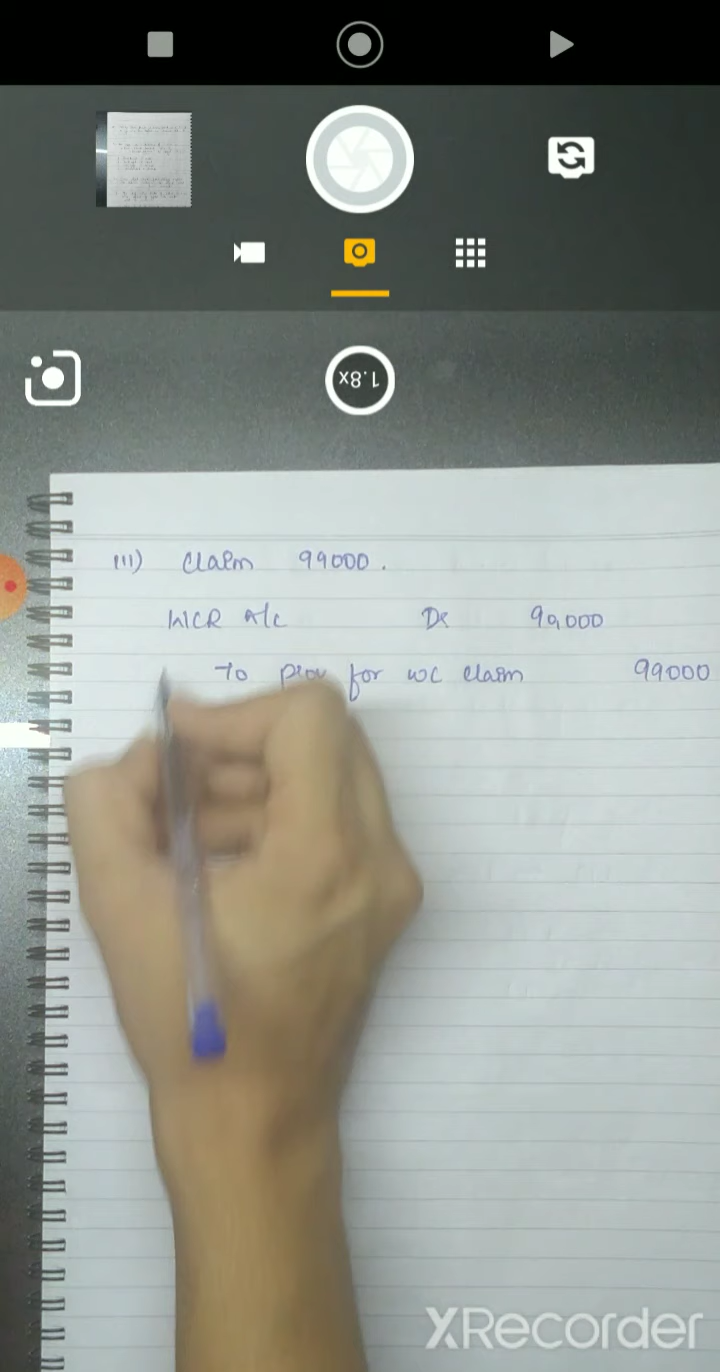 1.8x
III) Claim 99000.
WCR A/c Dr 99,000
To prov for WC claim 99000
XRecorder